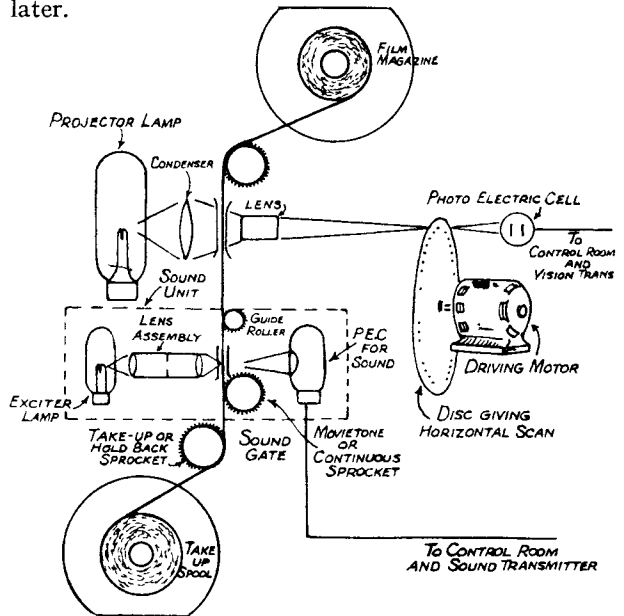 later.
FILM
MAGAZINE
PROJECTOR LAMP
CONDENSER
LENS
PHOTO ELECTRIC CELL
TO
CONTROL ROOM
AND
VISION TRANS
SOUND
UNIT
GUIDE
ROLLER
LENS
ASSEMBLY
P.E.C
FOR
SOUND
DRIVING MOTOR
EXCITER
LAMP
DISC GIVING
HORIZONTAL SCAN
TAKE-UP OR
HOLD BACK
SPROCKET
SOUND
GATE
MOVIETONE
OR
CONTINUOUS
SPROCKET
TAKE
UP
SPOOL
TO CONTROL ROOM
AND SOUND TRANSMITTER